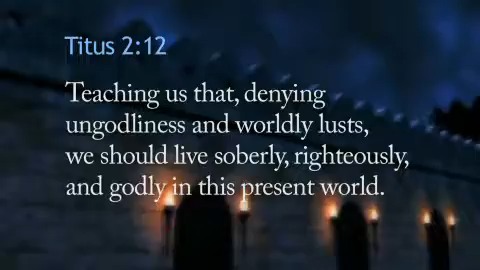 Titus 2:12
Teaching us that, denying
ungodliness and worldly lusts,
we should live soberly, righteously,
and godly in this present world.